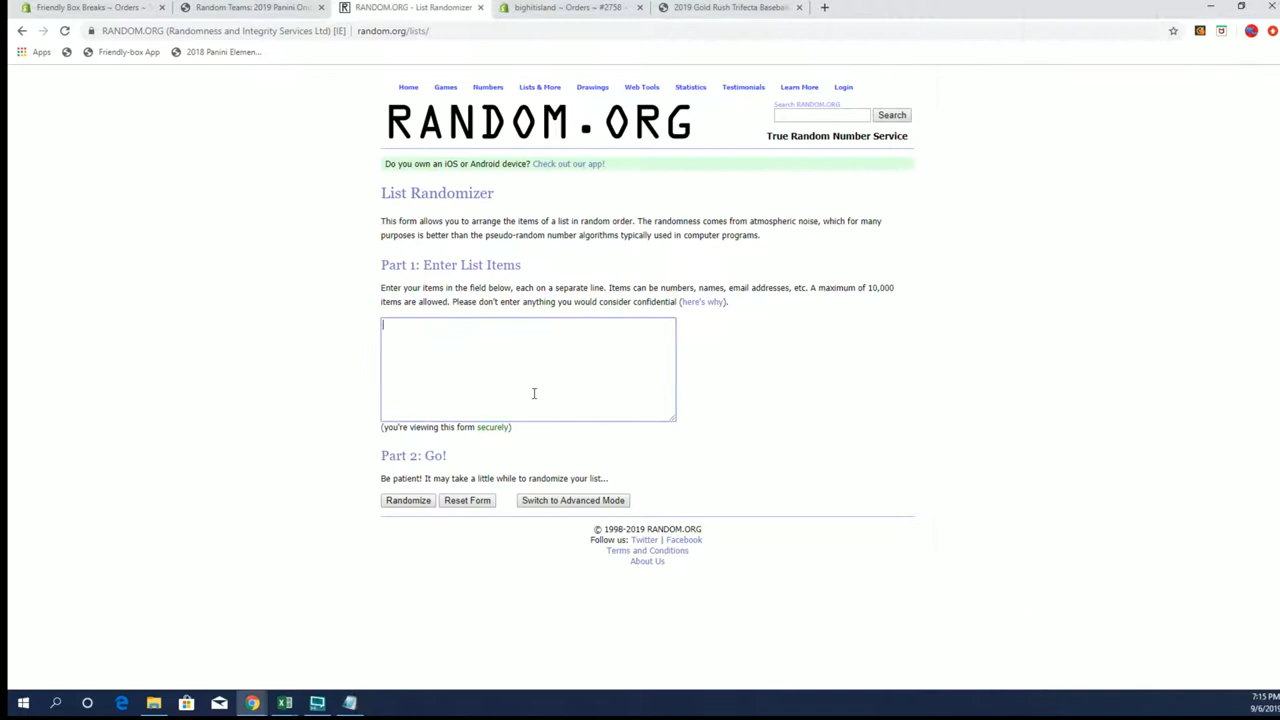 Friendly Box Breaks ~ Orders ~
Random Teams: 2019 Panini On
RANDOM.ORG - List Randomizer
bighitisland ~ Orders ~ #2758
2019 Gold Rush Trifecta Baseba
RANDOM.ORG (Randomness and Integrity Services Ltd) [IE] | random.org/lists/
Apps Friendly-box App 2018 Panini Elemen...
Home Games Numbers Lists & More Drawings Web Tools Statistics Testimonials Learn More Login
RANDOM.ORG
Search RANDOM.ORG
Search
True Random Number Service
Do you own an iOS or Android device? Check out our app!
List Randomizer
This form allows you to arrange the items of a list in random order. The randomness comes from atmospheric noise, which for many
purposes is better than the pseudo-random number algorithms typically used in computer programs.
Part 1: Enter List Items
Enter your items in the field below, each on a separate line. Items can be numbers, names, email addresses, etc. A maximum of 10,000
items are allowed. Please don't enter anything you would consider confidential (here's why).
(you're viewing this form securely)
Part 2: Go!
Be patient! It may take a little while to randomize your list...
Randomize Reset Form Switch to Advanced Mode
© 1998-2019 RANDOM.ORG
Follow us: Twitter | Facebook
Terms and Conditions
About Us
7:15 PM
9/6/2019